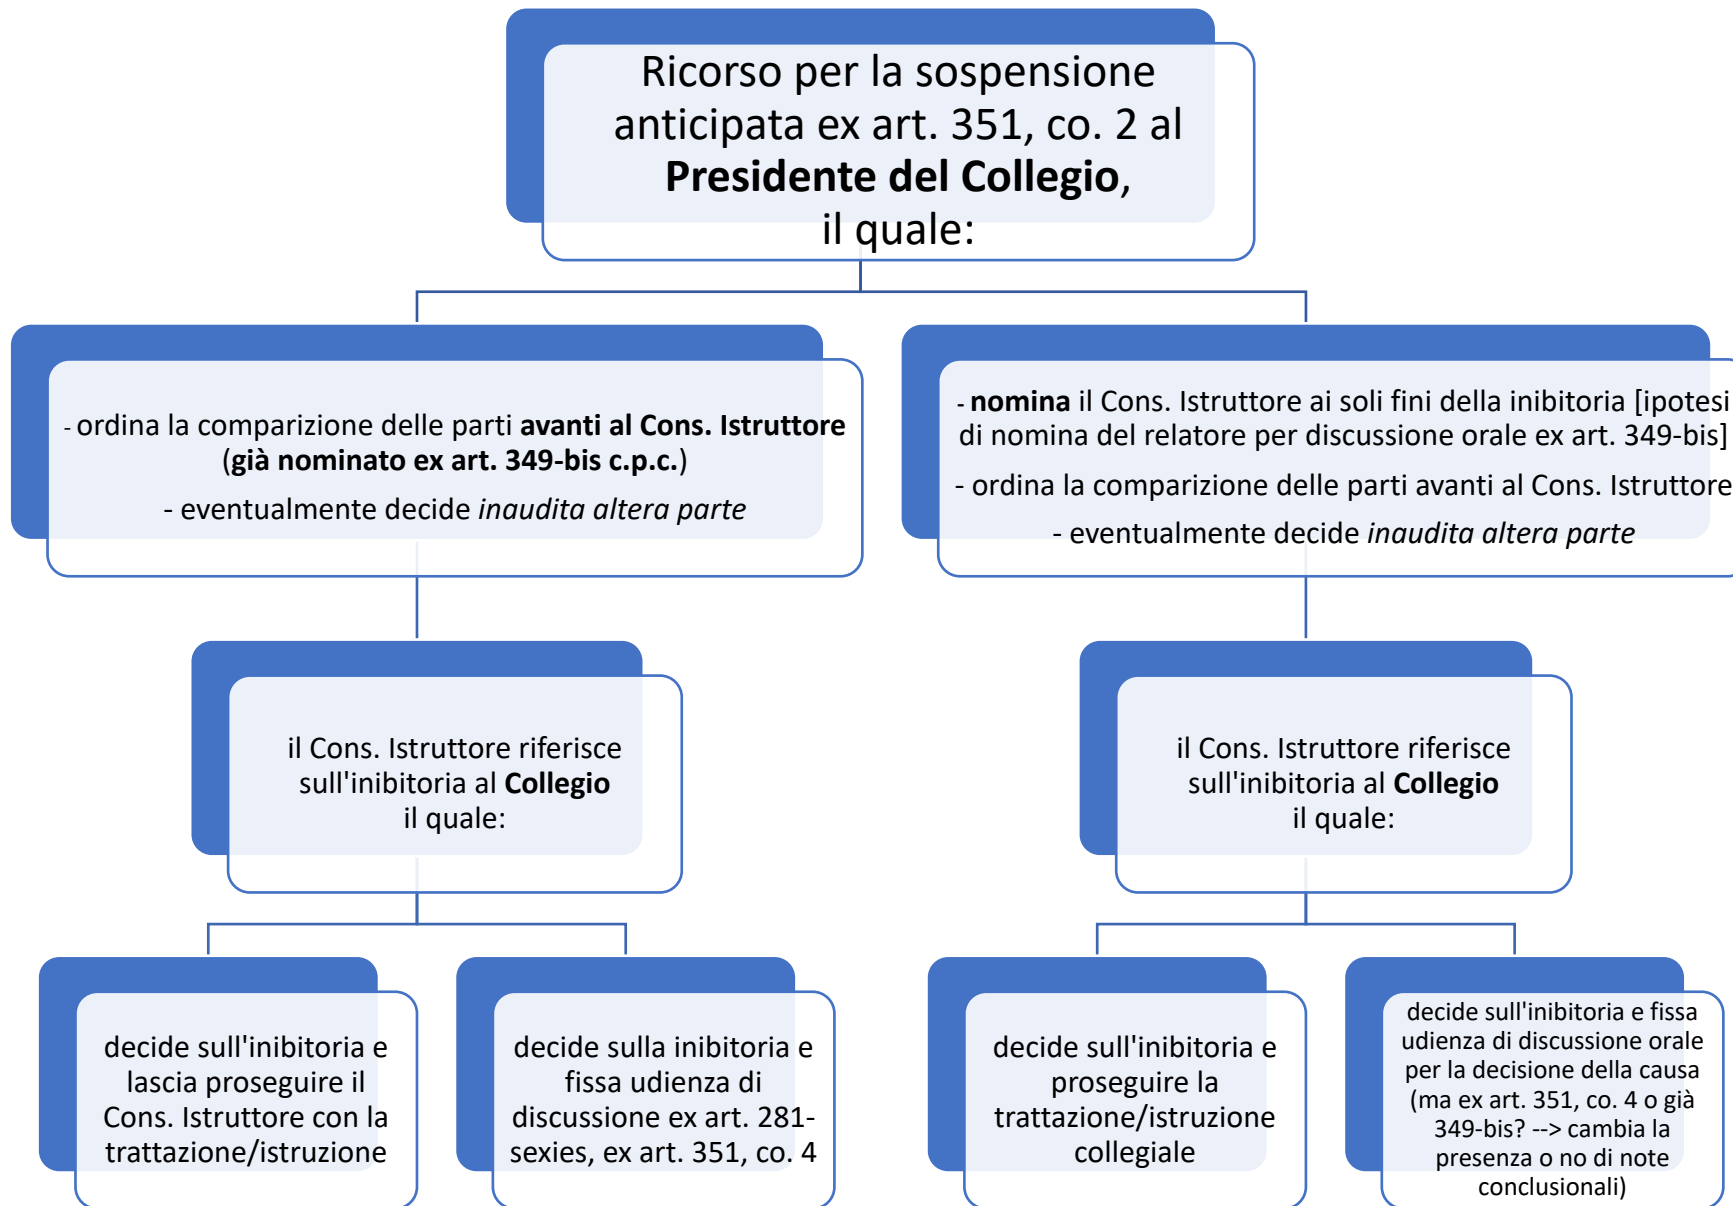 Ricorso per la sospensione
anticipata ex art. 351, co. 2 al
Presidente del Collegio,
il quale:
- ordina la comparizione delle parti avanti al Cons. Istruttore
(già nominato ex art. 349-bis c.p.c.)
- eventualmente decide inaudita altera parte
- nomina il Cons. Istruttore ai soli fini della inibitoria [ipotesi
di nomina del relatore per discussione orale ex art. 349-bis]
- ordina la comparizione delle parti avanti al Cons. Istruttore
- eventualmente decide inaudita altera parte
il Cons. Istruttore riferisce
sull'inibitoria al Collegio
il quale:
il Cons. Istruttore riferisce
sull'inibitoria al Collegio
il quale:
decide sull'inibitoria e
lascia proseguire il
Cons. Istruttore con la
trattazione/istruzione
decide sulla inibitoria e
fissa udienza di
discussione ex art. 281-
sexies, ex art. 351, co. 4
decide sull'inibitoria e
proseguire la
trattazione/istruzione
collegiale
decide sull'inibitoria e fissa
udienza di discussione orale
per la decisione della causa
(ma ex art. 351, co. 4 o già
349-bis? --> cambia la
presenza o no di note
conclusionali)